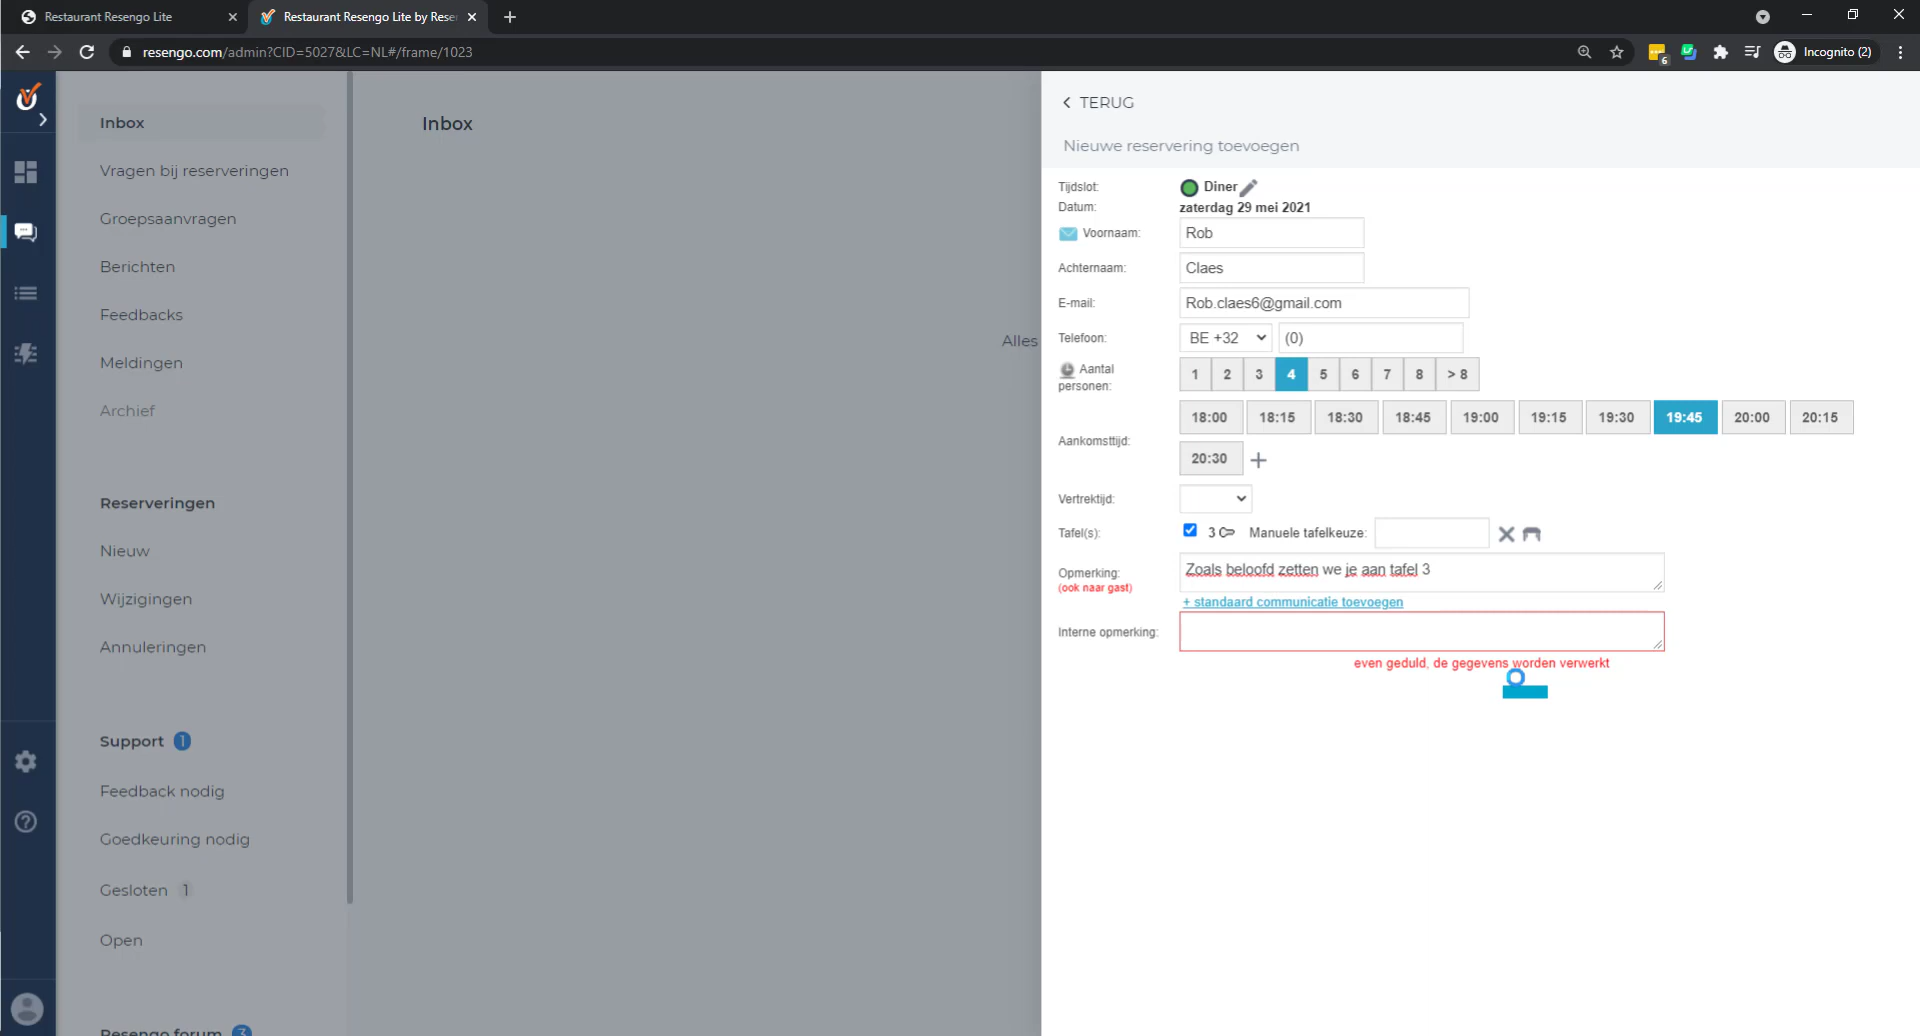 Restaurant Resengo Lite
Restaurant Resengo Lite by Rese
resengo.com/admin?CID=5027&LC=NL#/frame/1023
6
Incognito (2)
Inbox
Vragen bij reserveringen
Groepsaanvragen
Berichten
Feedbacks
Meldingen
Archief
Reserveringen
Nieuw
Wijzigingen
Annuleringen
Support 1
Feedback nodig
Goedkeuring nodig
Gesloten 1
Open
Resengo forum 3
Inbox
Alles
TERUG
Nieuwe reservering toevoegen
Tijdslot: Diner
Datum: zaterdag 29 mei 2021
Voornaam: Rob
Achternaam: Claes
E-mail: Rob.claes6@gmail.com
Telefoon: BE +32 (0)
Aantal personen: 1 2 3 4 5 6 7 8 > 8
18:00 18:15 18:30 18:45 19:00 19:15 19:30 19:45 20:00 20:15
Aankomsttijd:
20:30
Vertrektijd:
Tafel(s): 3 Manuele tafelkeuze:
Opmerking: Zoals beloofd zetten we je aan tafel 3
(ook naar gast)
+ standaard communicatie toevoegen
Interne opmerking:
even geduld, de gegevens worden verwerkt